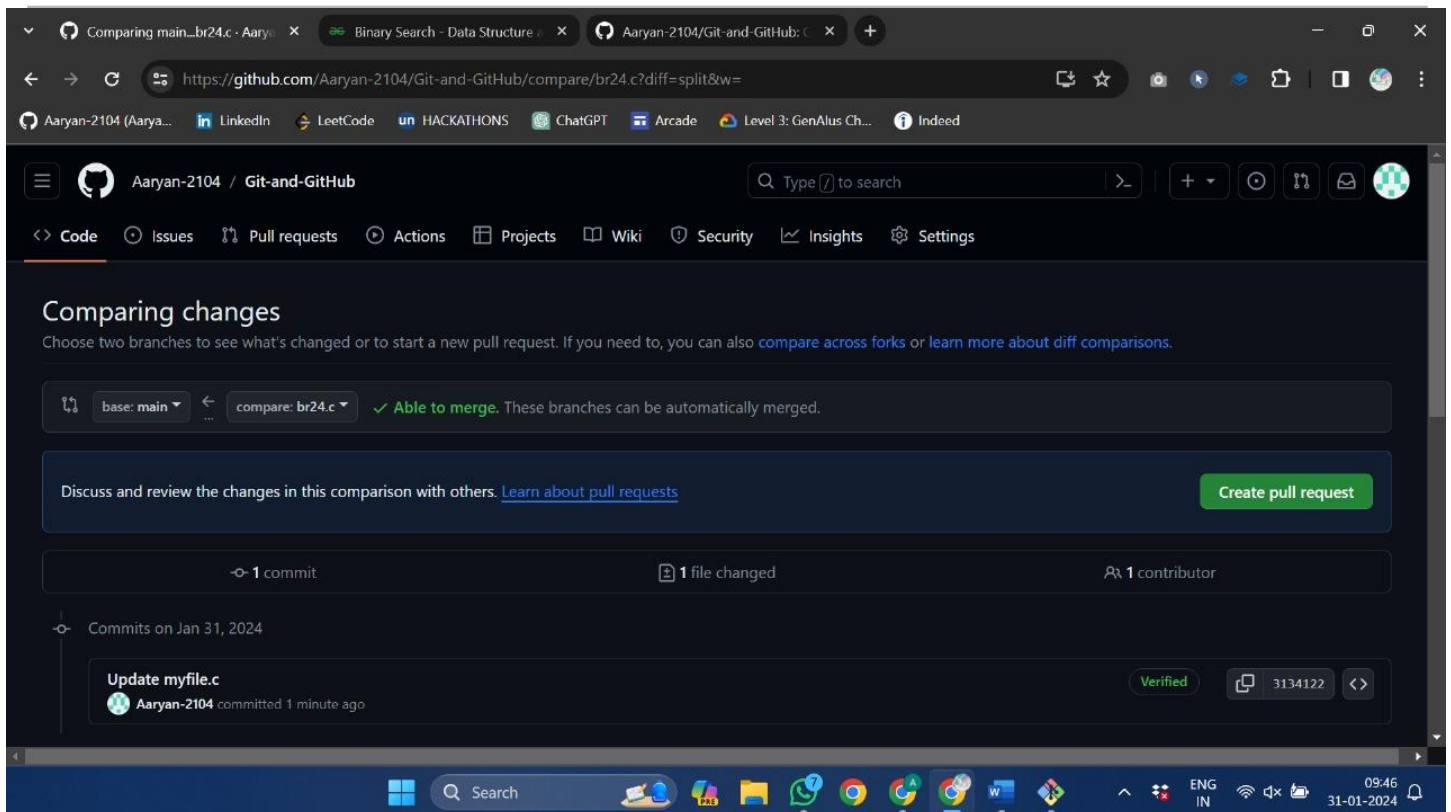 Comparing main...br24.c · Aarya
Binary Search - Data Structure a
Aaryan-2104/Git-and-GitHub: C
https://github.com/Aaryan-2104/Git-and-GitHub/compare/br24.c?diff=split&w=
Aaryan-2104 (Aarya...
in LinkedIn
LeetCode
un HACKATHONS
ChatGPT
Arcade
Level 3: GenAIus Ch...
Indeed
Aaryan-2104 / Git-and-GitHub
Type / to search
<> Code
Issues
Pull requests
Actions
Projects
Wiki
Security
Insights
Settings
Comparing changes
Choose two branches to see what's changed or to start a new pull request. If you need to, you can also compare across forks or learn more about diff comparisons.
base: main
...
compare: br24.c
Able to merge. These branches can be automatically merged.
Discuss and review the changes in this comparison with others. Learn about pull requests
Create pull request
1 commit
1 file changed
1 contributor
Commits on Jan 31, 2024
Update myfile.c
Aaryan-2104 committed 1 minute ago
Verified
3134122
<>
Search
PRE
7
A
W
ENG
IN
09:46
31-01-2024